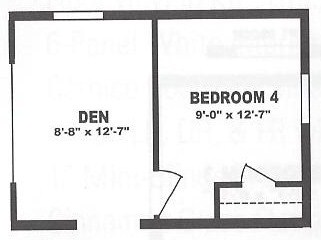 DEN
8'-8" x 12'-7"
BEDROOM 4
9'-0" x 12'-7"